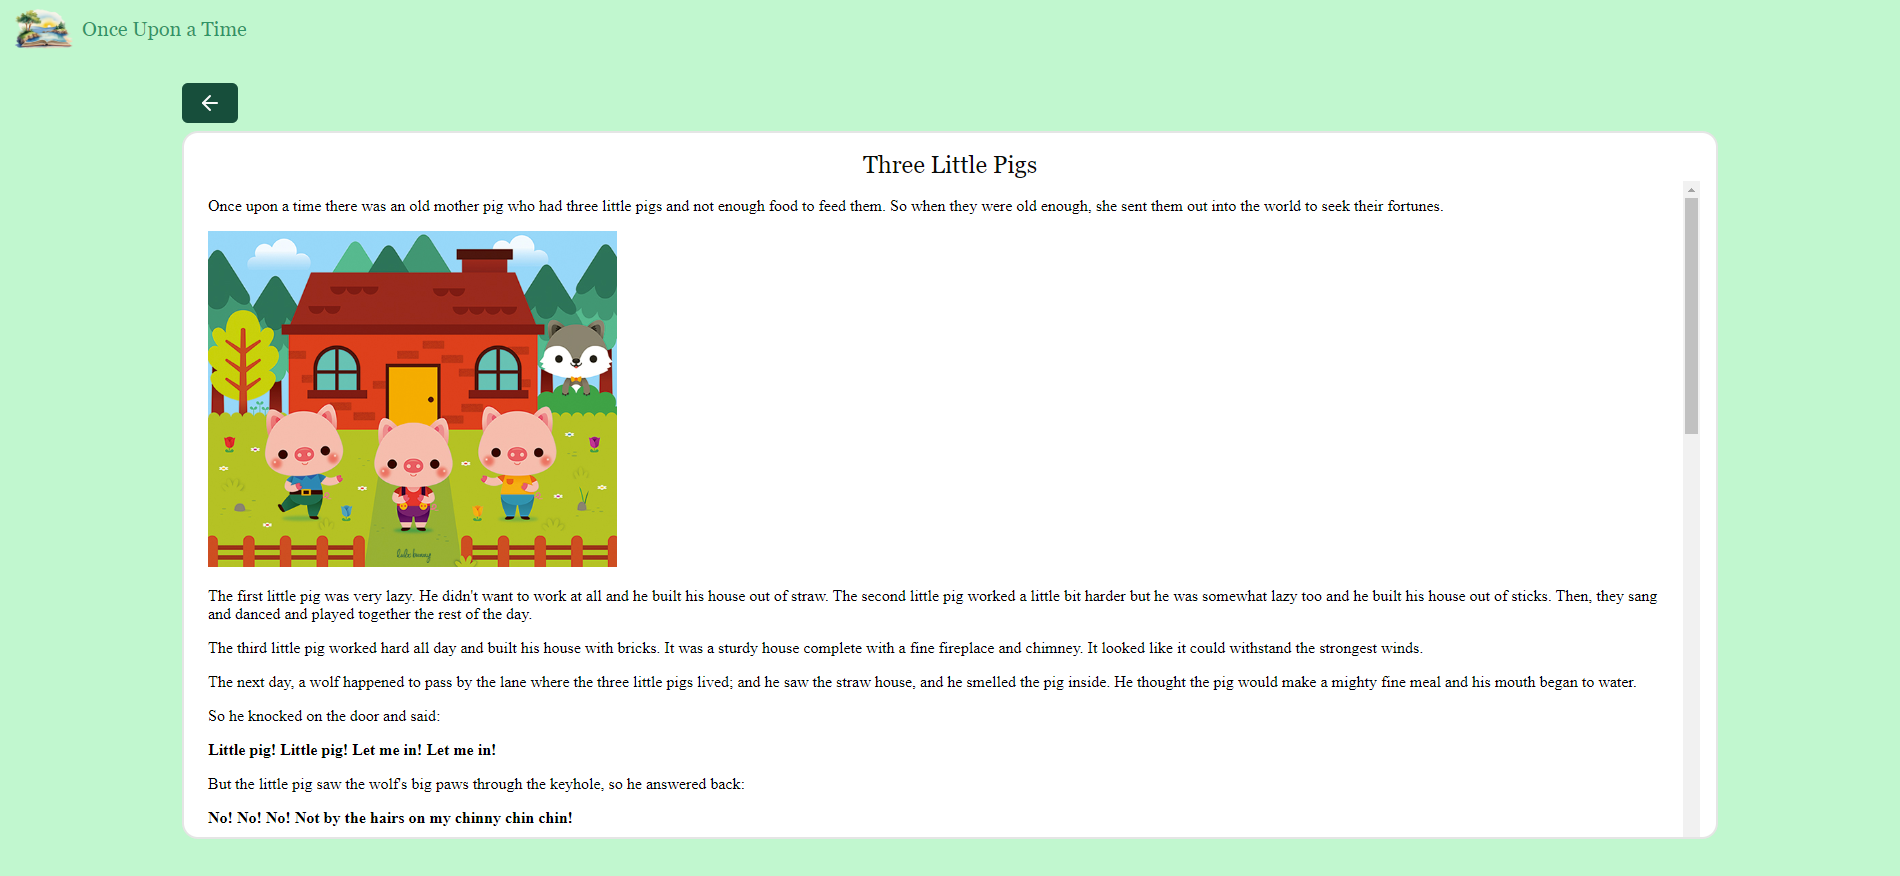 Once Upon a Time
Three Little Pigs
Once upon a time there was an old mother pig who had three little pigs and not enough food to feed them. So when they were old enough, she sent them out into the world to seek their fortunes.
The first little pig was very lazy. He didn't want to work at all and he built his house out of straw. The second little pig worked a little bit harder but he was somewhat lazy too and he built his house out of sticks. Then, they sang
and danced and played together the rest of the day.
The third little pig worked hard all day and built his house with bricks. It was a sturdy house complete with a fine fireplace and chimney. It looked like it could withstand the strongest winds.
The next day, a wolf happened to pass by the lane where the three little pigs lived; and he saw the straw house, and he smelled the pig inside. He thought the pig would make a mighty fine meal and his mouth began to water.
So he knocked on the door and said:
Little pig! Little pig! Let me in! Let me in!
But the little pig saw the wolf's big paws through the keyhole, so he answered back:
No! No! No! Not by the hairs on my chinny chin chin!